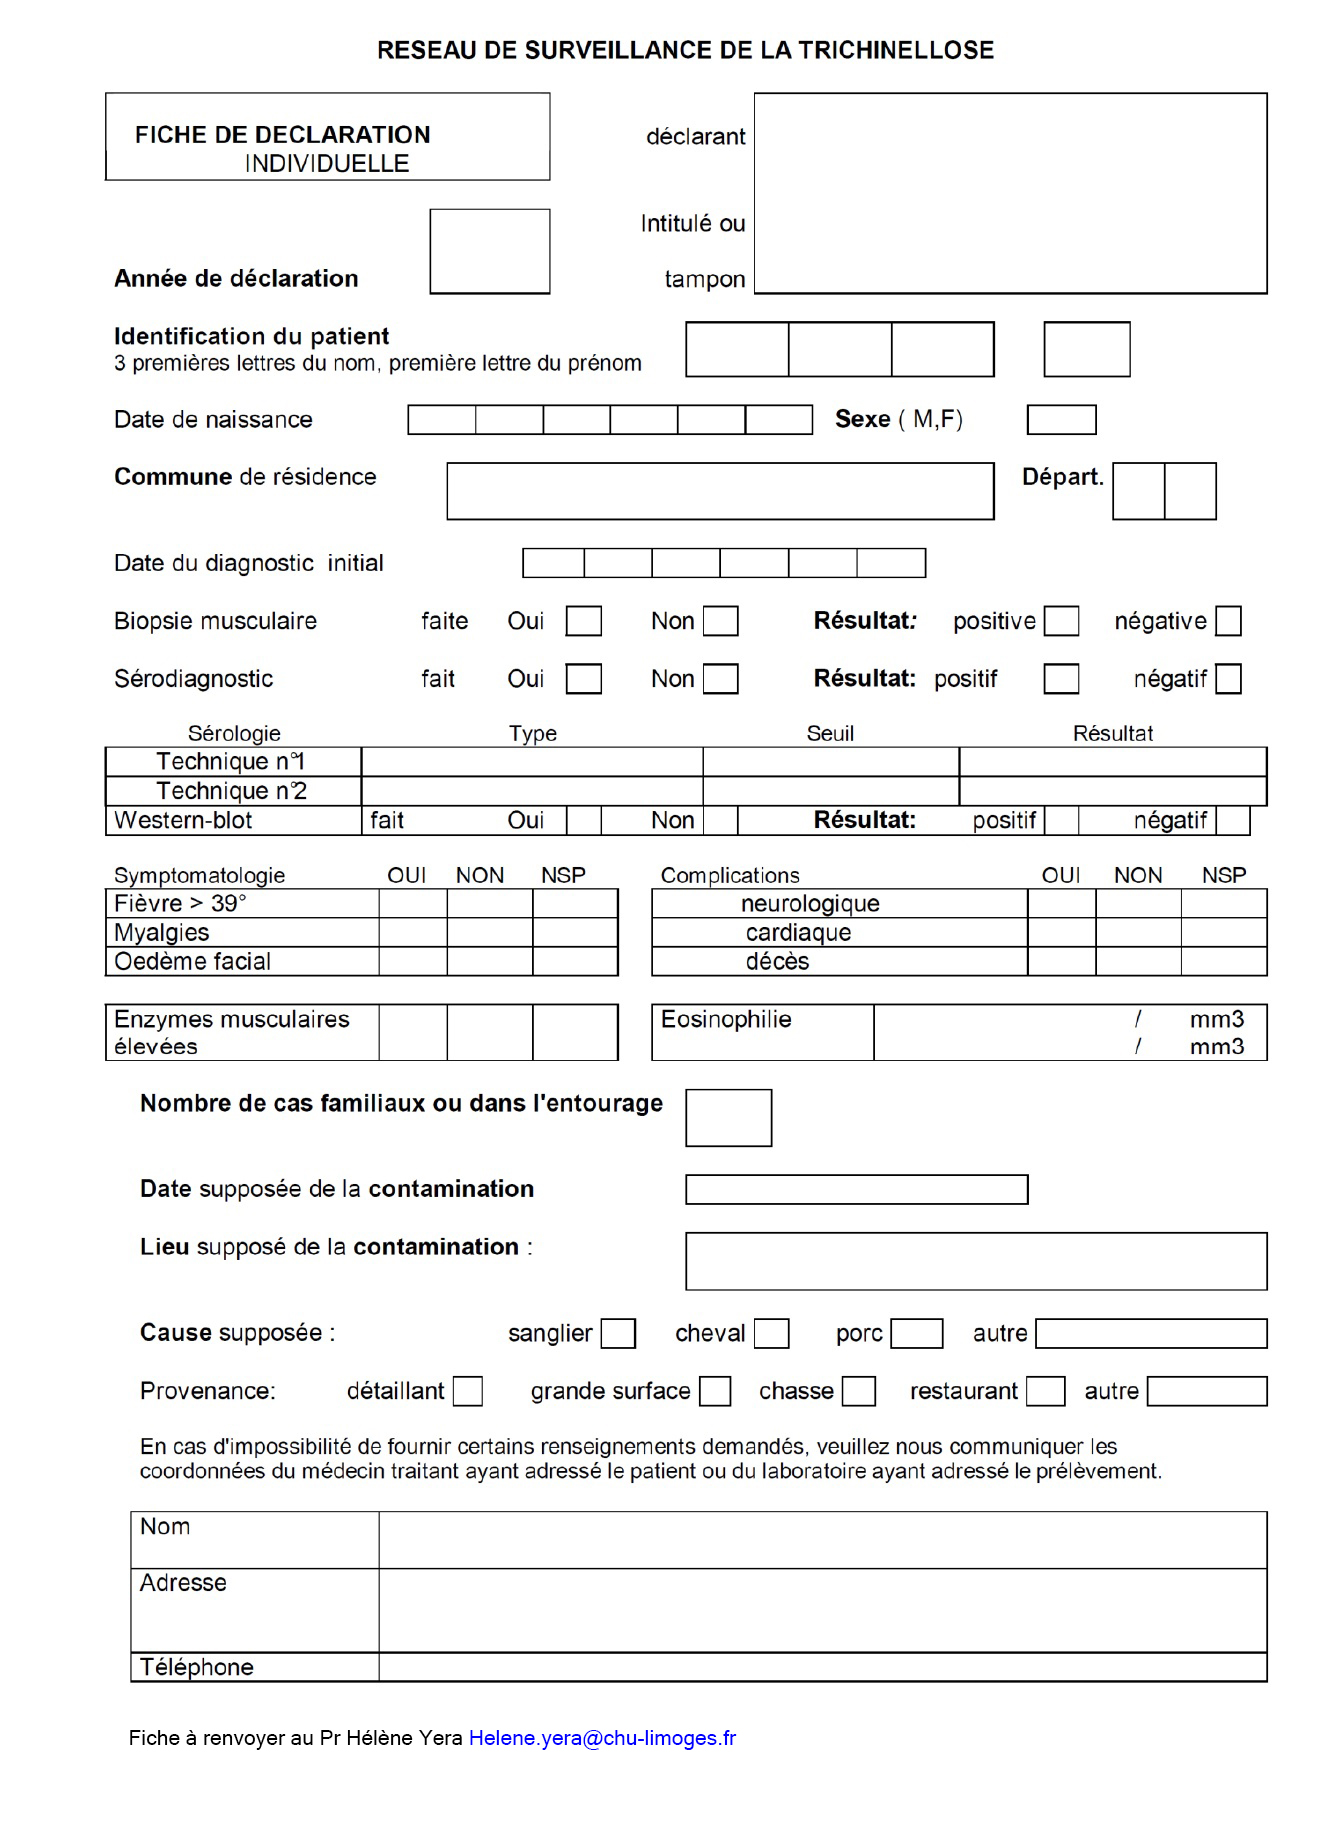 RESEAU DE SURVEILLANCE DE LA TRICHINELLOSE
FICHE DE DECLARATION
INDIVIDUELLE
déclarant
Intitulé ou
tampon
Année de déclaration
Identification du patient
3 premières lettres du nom, première lettre du prénom
Date de naissance Sexe ( M,F)
Commune de résidence Départ.
Date du diagnostic initial
Biopsie musculaire faite Oui Non Résultat: positive négative
Sérodiagnostic fait Oui Non Résultat: positif négatif
Sérologie Type Seuil Résultat
Technique n°1
Technique n°2
Western-blot fait Oui Non Résultat: positif négatif
Symptomatologie OUI NON NSP Complications OUI NON NSP
Fièvre > 39° neurologique
Myalgies cardiaque
Oedème facial décès
Enzymes musculaires Eosinophilie / mm3
élevées / mm3
Nombre de cas familiaux ou dans l'entourage
Date supposée de la contamination
Lieu supposé de la contamination :
Cause supposée : sanglier cheval porc autre
Provenance: détaillant grande surface chasse restaurant autre
En cas d'impossibilité de fournir certains renseignements demandés, veuillez nous communiquer les
coordonnées du médecin traitant ayant adressé le patient ou du laboratoire ayant adressé le prélèvement.
Nom
Adresse
Téléphone
Fiche à renvoyer au Pr Hélène Yera Helene.yera@chu-limoges.fr